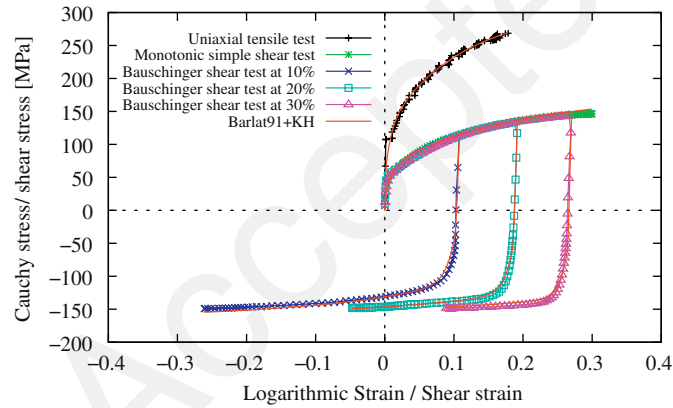 Accepte
Cauchy stress/ shear stress [MPa]
300
250
200
150
100
50
0
−50
−100
−150
−200
−0.4
−0.3
−0.2
−0.1
0
0.1
0.2
0.3
0.4
Logarithmic Strain / Shear strain
Uniaxial tensile test
Monotonic simple shear test
Bauschinger shear test at 10%
Bauschinger shear test at 20%
Bauschinger shear test at 30%
Barlat91+KH